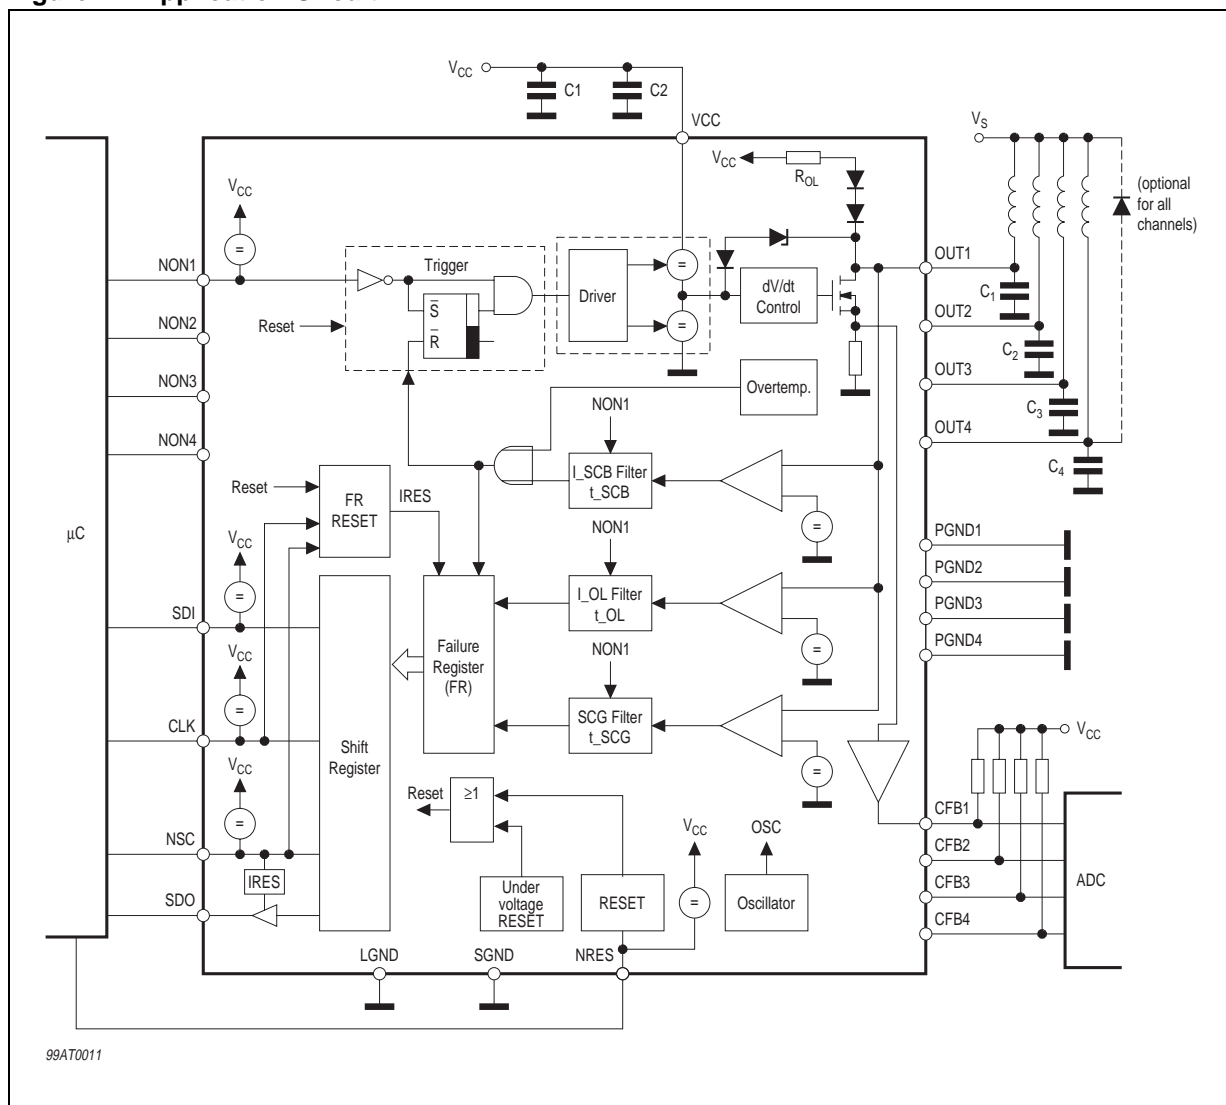 V_CC
C1
C2
VCC
V_S
V_CC
R_OL
(optional
for all
channels)
V_CC
=
NON1
Trigger
S̅
R̅
Reset
Driver
=
=
dV/dt
Control
OUT1
C_1
NON2
OUT2
C_2
NON3
OUT3
C_3
NON4
OUT4
C_4
Overtemp.
NON1
I_SCB Filter
t_SCB
=
Reset
FR
RESET
IRES
μC
V_CC
=
SDI
NON1
I_OL Filter
t_OL
=
PGND1
PGND2
PGND3
PGND4
Failure
Register
(FR)
V_CC
=
CLK
NON1
SCG Filter
t_SCG
=
Shift
Register
V_CC
=
NSC
IRES
SDO
Reset
≥1
Under
voltage
RESET
RESET
V_CC
=
OSC
Oscillator
V_CC
CFB1
CFB2
CFB3
CFB4
ADC
LGND
SGND
NRES
99AT0011